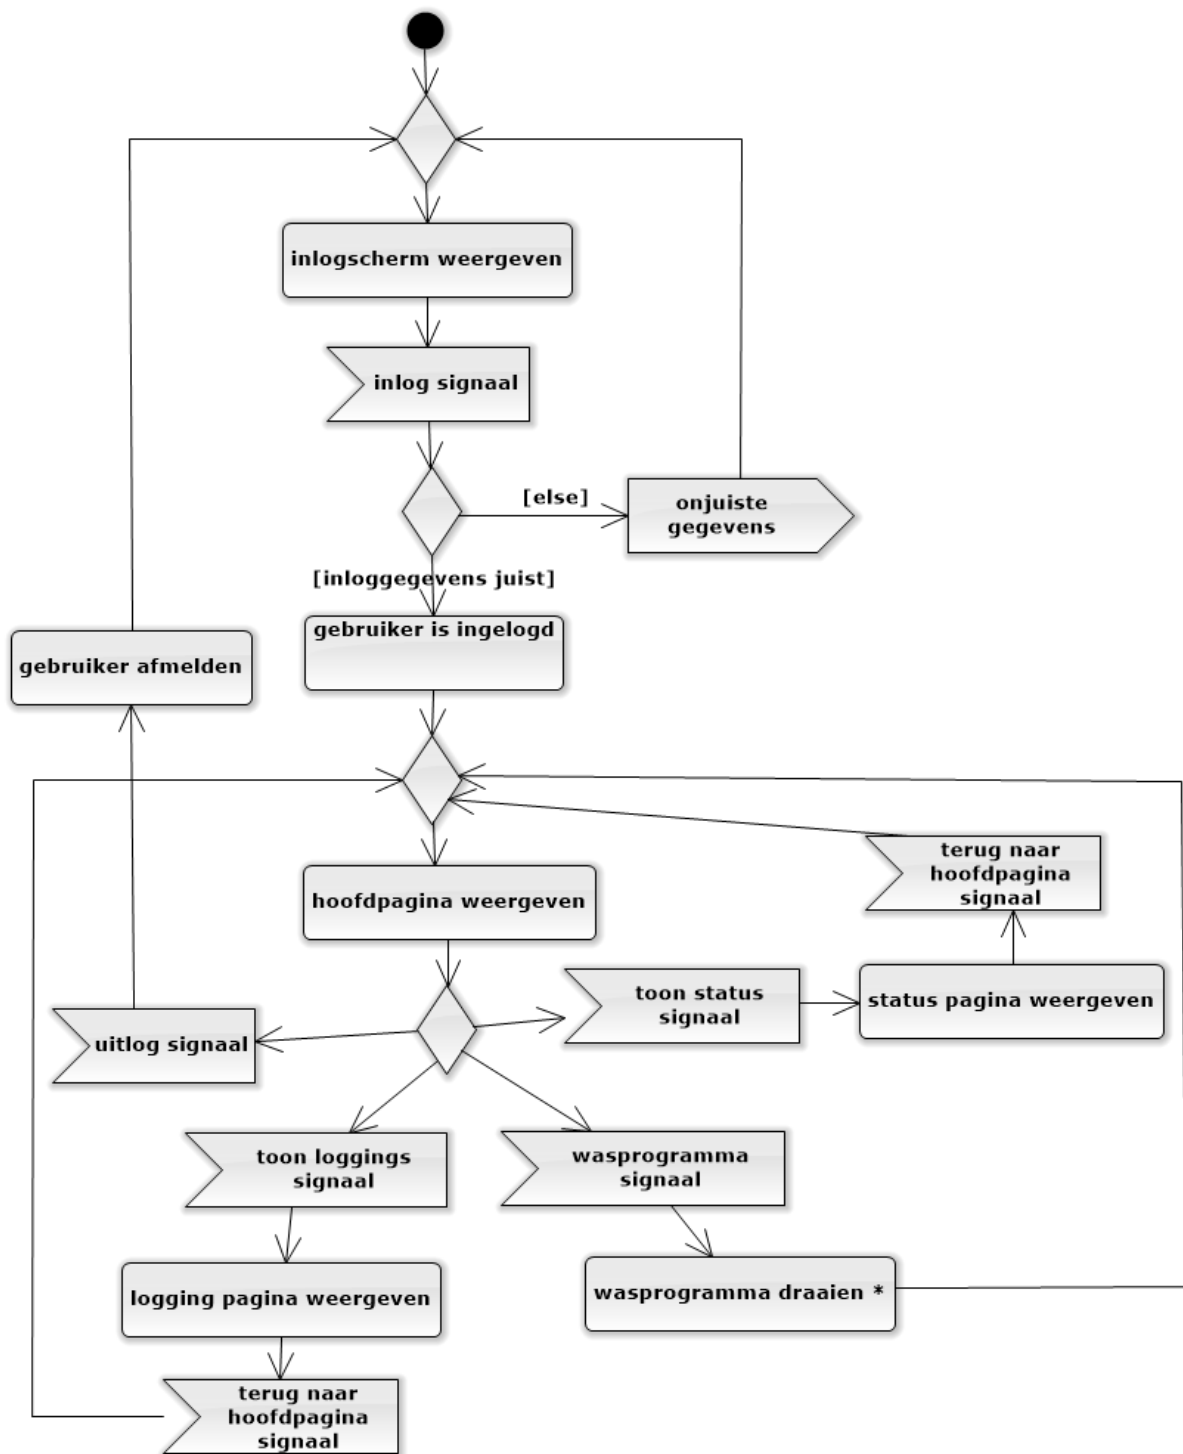 inlogscherm weergeven
inlog signaal
[else]
onjuiste
gegevens
[inloggegevens juist]
gebruiker is ingelogd
gebruiker afmelden
terug naar
hoofdpagina
signaal
hoofdpagina weergeven
toon status
signaal
status pagina weergeven
uitlog signaal
toon loggings
signaal
wasprogramma
signaal
logging pagina weergeven
wasprogramma draaien *
terug naar
hoofdpagina
signaal